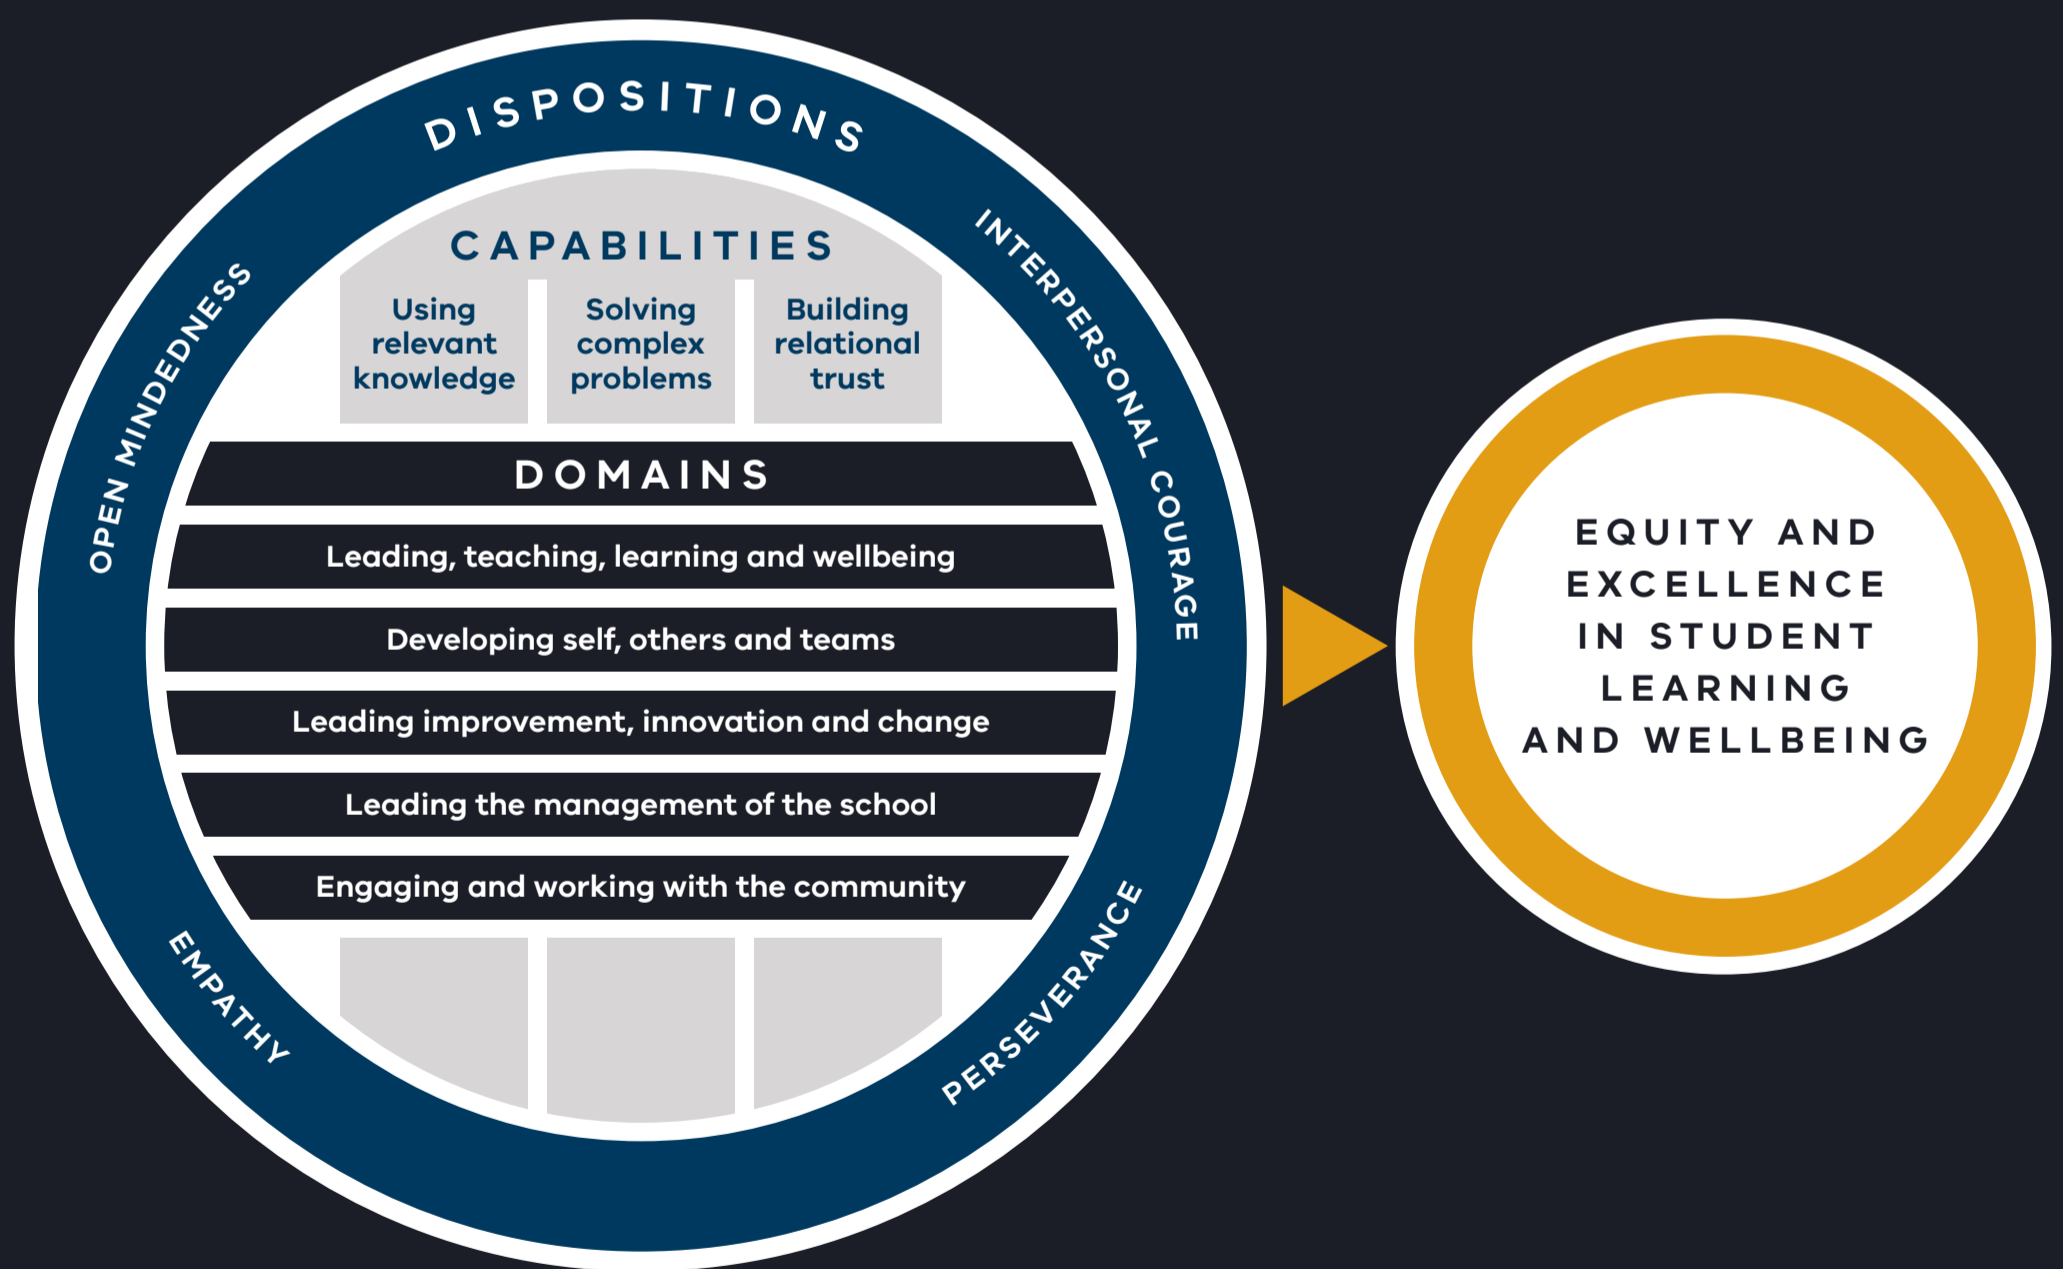 DISPOSITIONS
OPEN MINDEDNESS
INTERPERSONAL COURAGE
EMPATHY
PERSEVERANCE
CAPABILITIES
Using
relevant
knowledge
Solving
complex
problems
Building
relational
trust
DOMAINS
Leading, teaching, learning and wellbeing
Developing self, others and teams
Leading improvement, innovation and change
Leading the management of the school
Engaging and working with the community
EQUITY AND
EXCELLENCE
IN STUDENT
LEARNING
AND WELLBEING